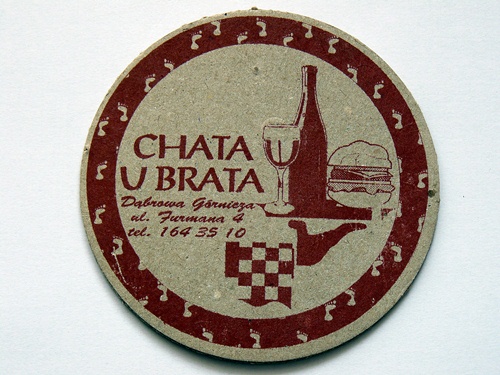 CHATA
U BRATA
Dąbrowa Górnicza
ul. Furmana 4
tel. 164 35 10